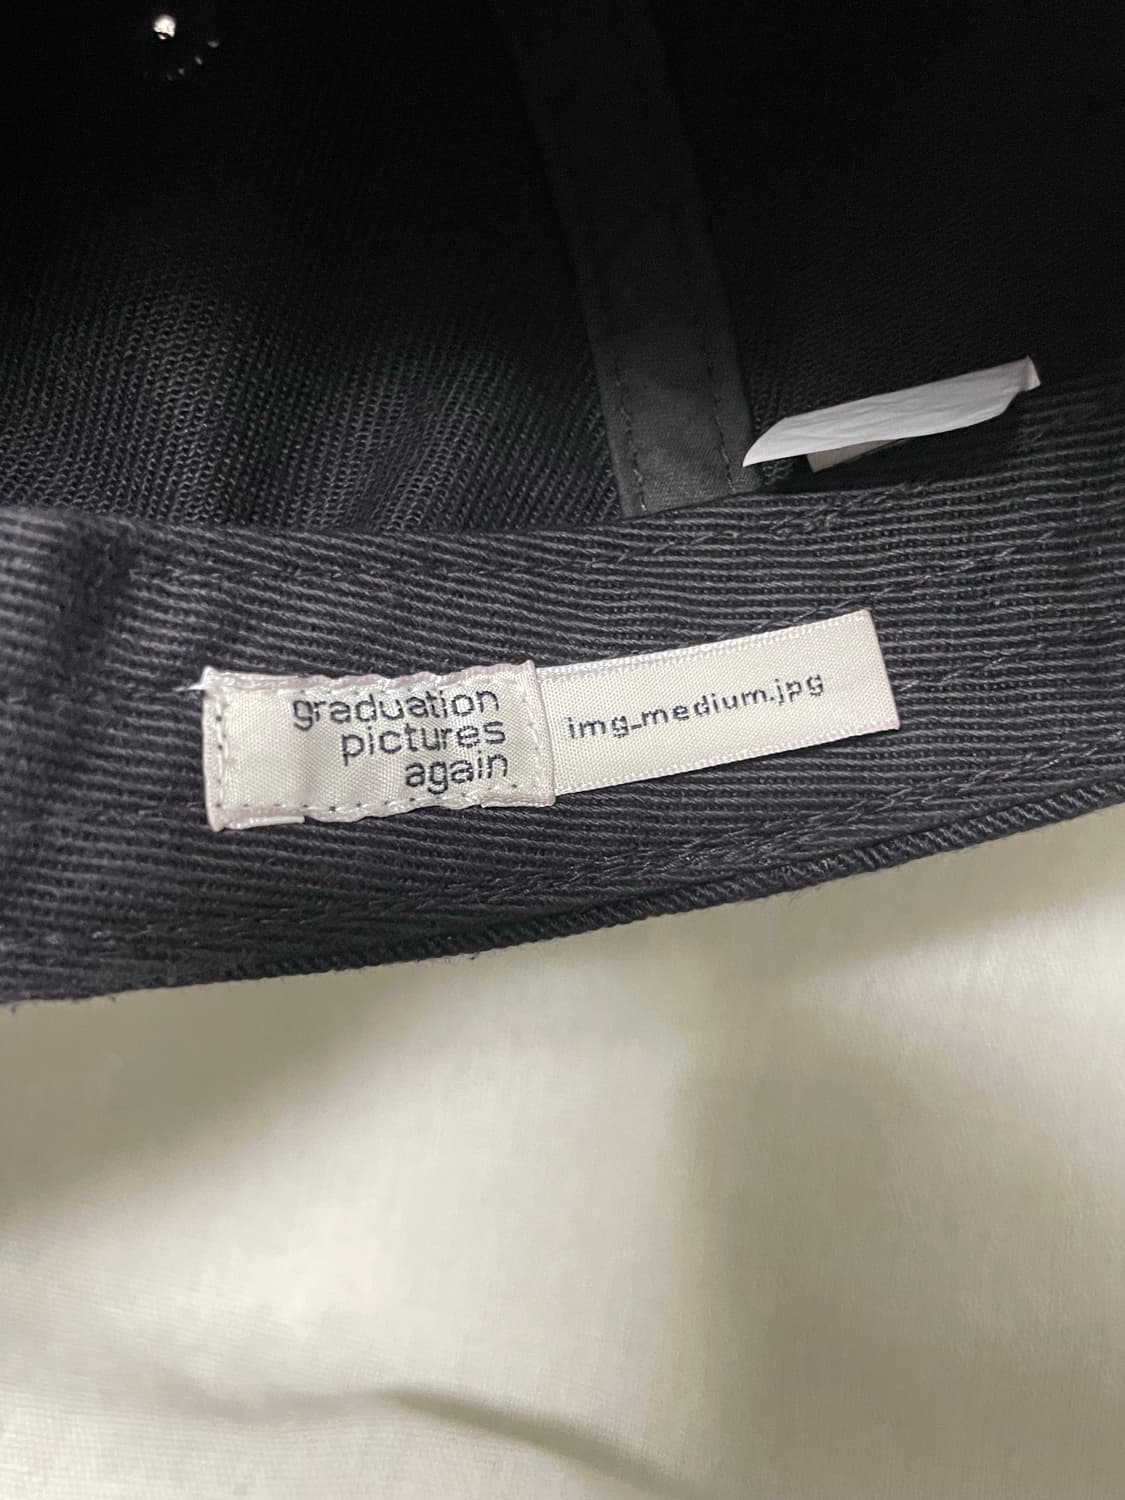 graduation
pictures
again
img_medium.jpg